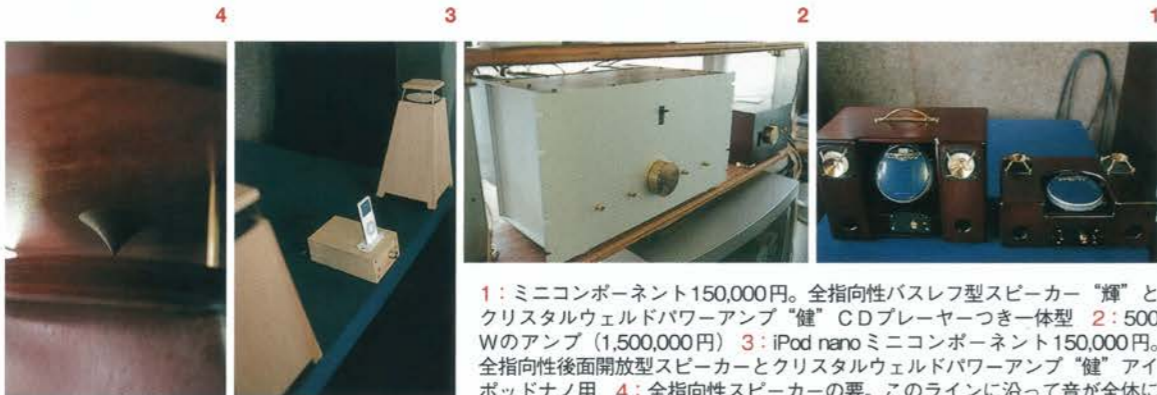 4 3 2 1
1：ミニコンポーネント150,000円。全指向性バスレフ型スピーカー“輝”と
クリスタルウェルドパワーアンプ“健”ＣＤプレーヤーつき一体型 2：500
Wのアンプ（1,500,000円） 3：iPod nanoミニコンポーネント150,000円。
全指向性後面開放型スピーカーとクリスタルウェルドパワーアンプ“健”アイ
ポッドナノ用 4：全指向性スピーカーの要。このラインに沿って音が全体に